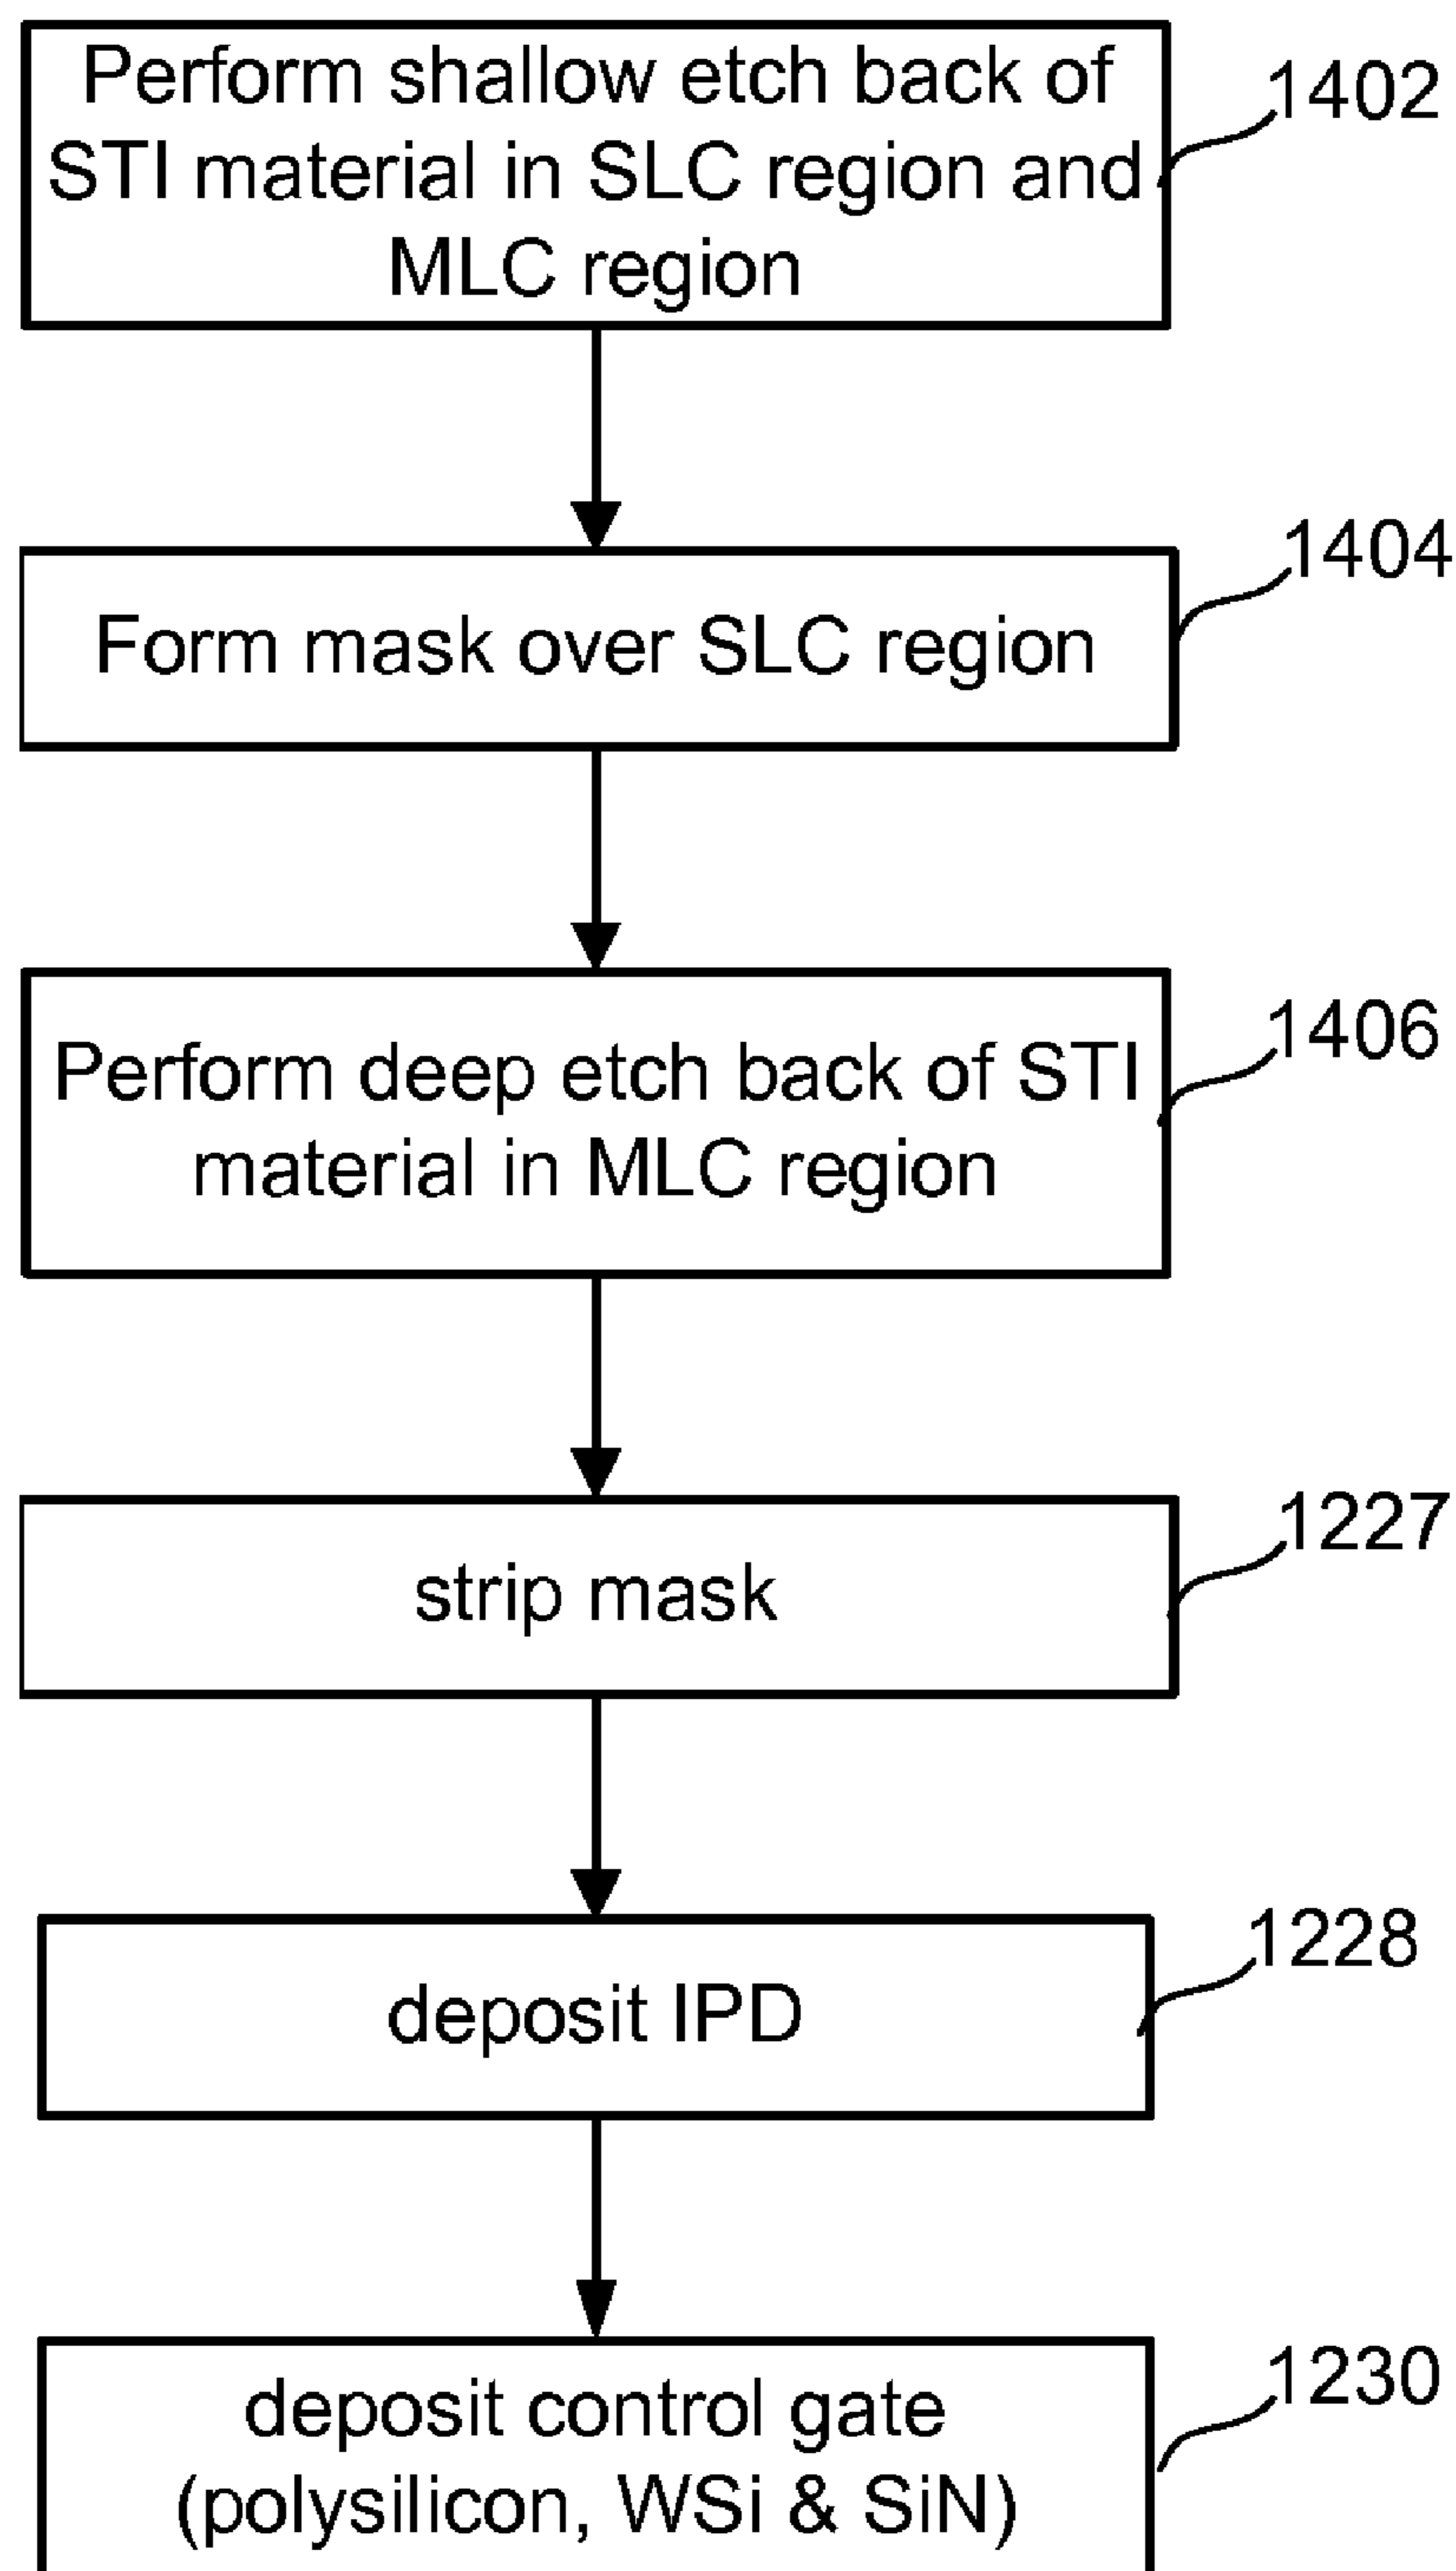 Perform shallow etch back of
STI material in SLC region and
MLC region
1402
Form mask over SLC region
1404
Perform deep etch back of STI
material in MLC region
1406
strip mask
1227
deposit IPD
1228
deposit control gate
(polysilicon, WSi & SiN)
1230